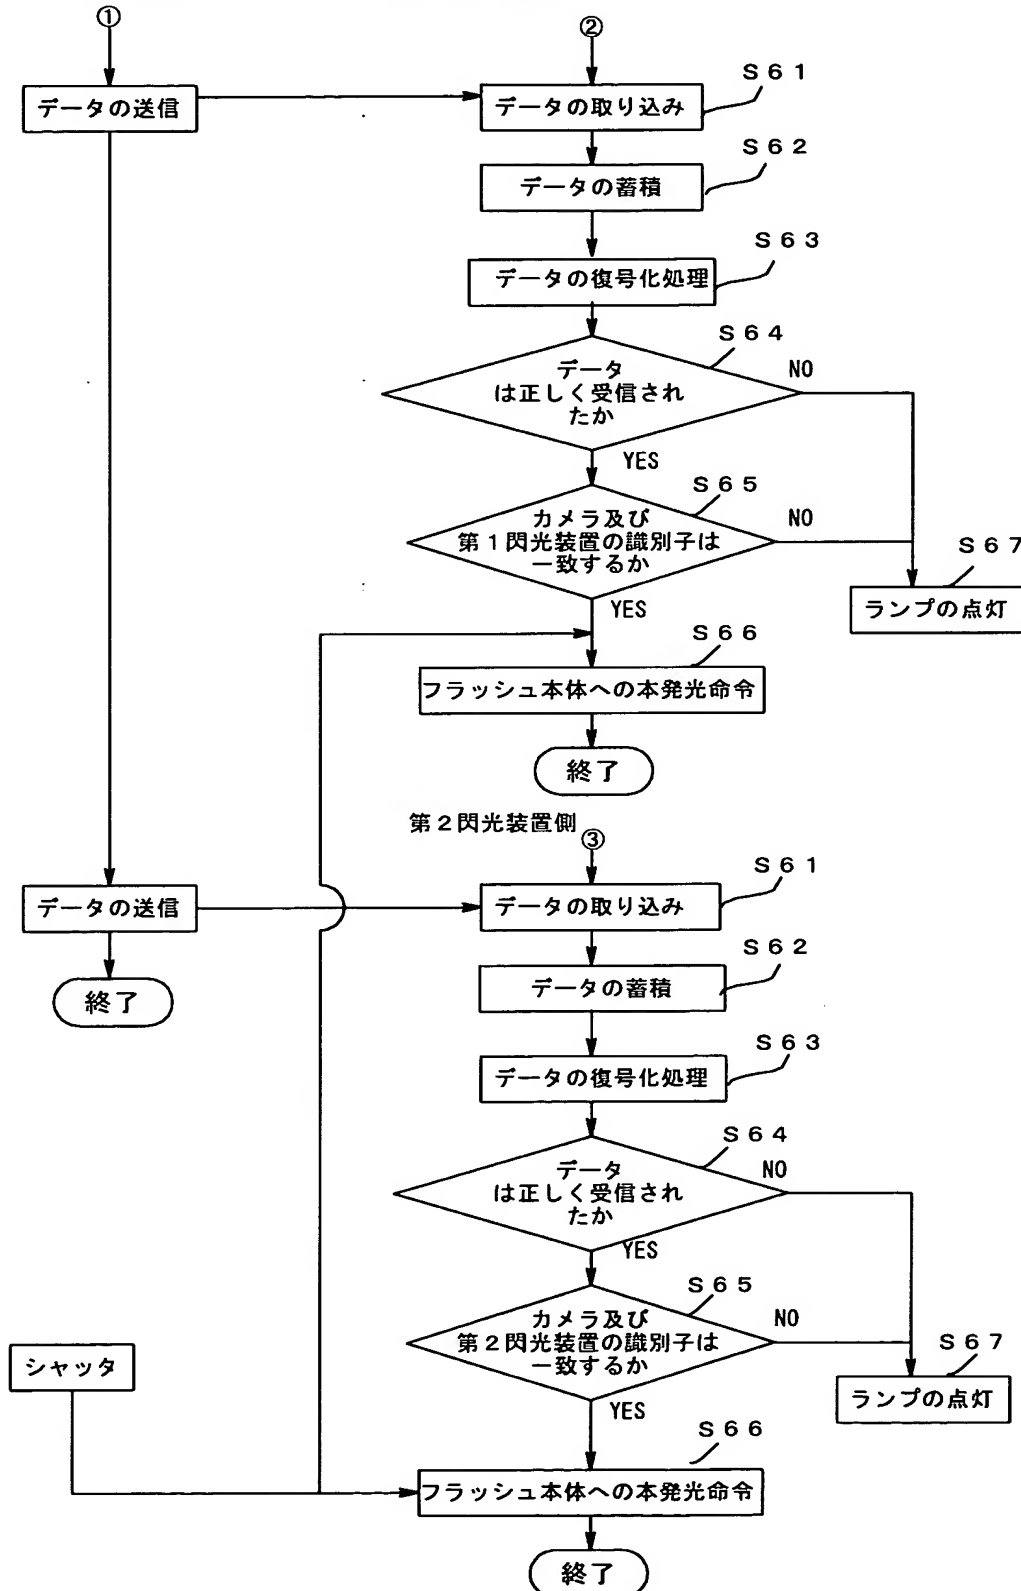 ①
②
データの送信
データの取り込み
S61
データの蓄積
S62
データの復号化処理
S63
S64
データ
は正しく受信され
たか
NO
YES
S65
カメラ及び
第1閃光装置の識別子は
一致するか
NO
YES
S67
ランプの点灯
S66
フラッシュ本体への本発光命令
終了
第2閃光装置側
③
データの送信
終了
データの取り込み
S61
データの蓄積
S62
データの復号化処理
S63
S64
データ
は正しく受信され
たか
NO
YES
S65
カメラ及び
第2閃光装置の識別子は
一致するか
NO
YES
S67
ランプの点灯
シャッタ
S66
フラッシュ本体への本発光命令
終了